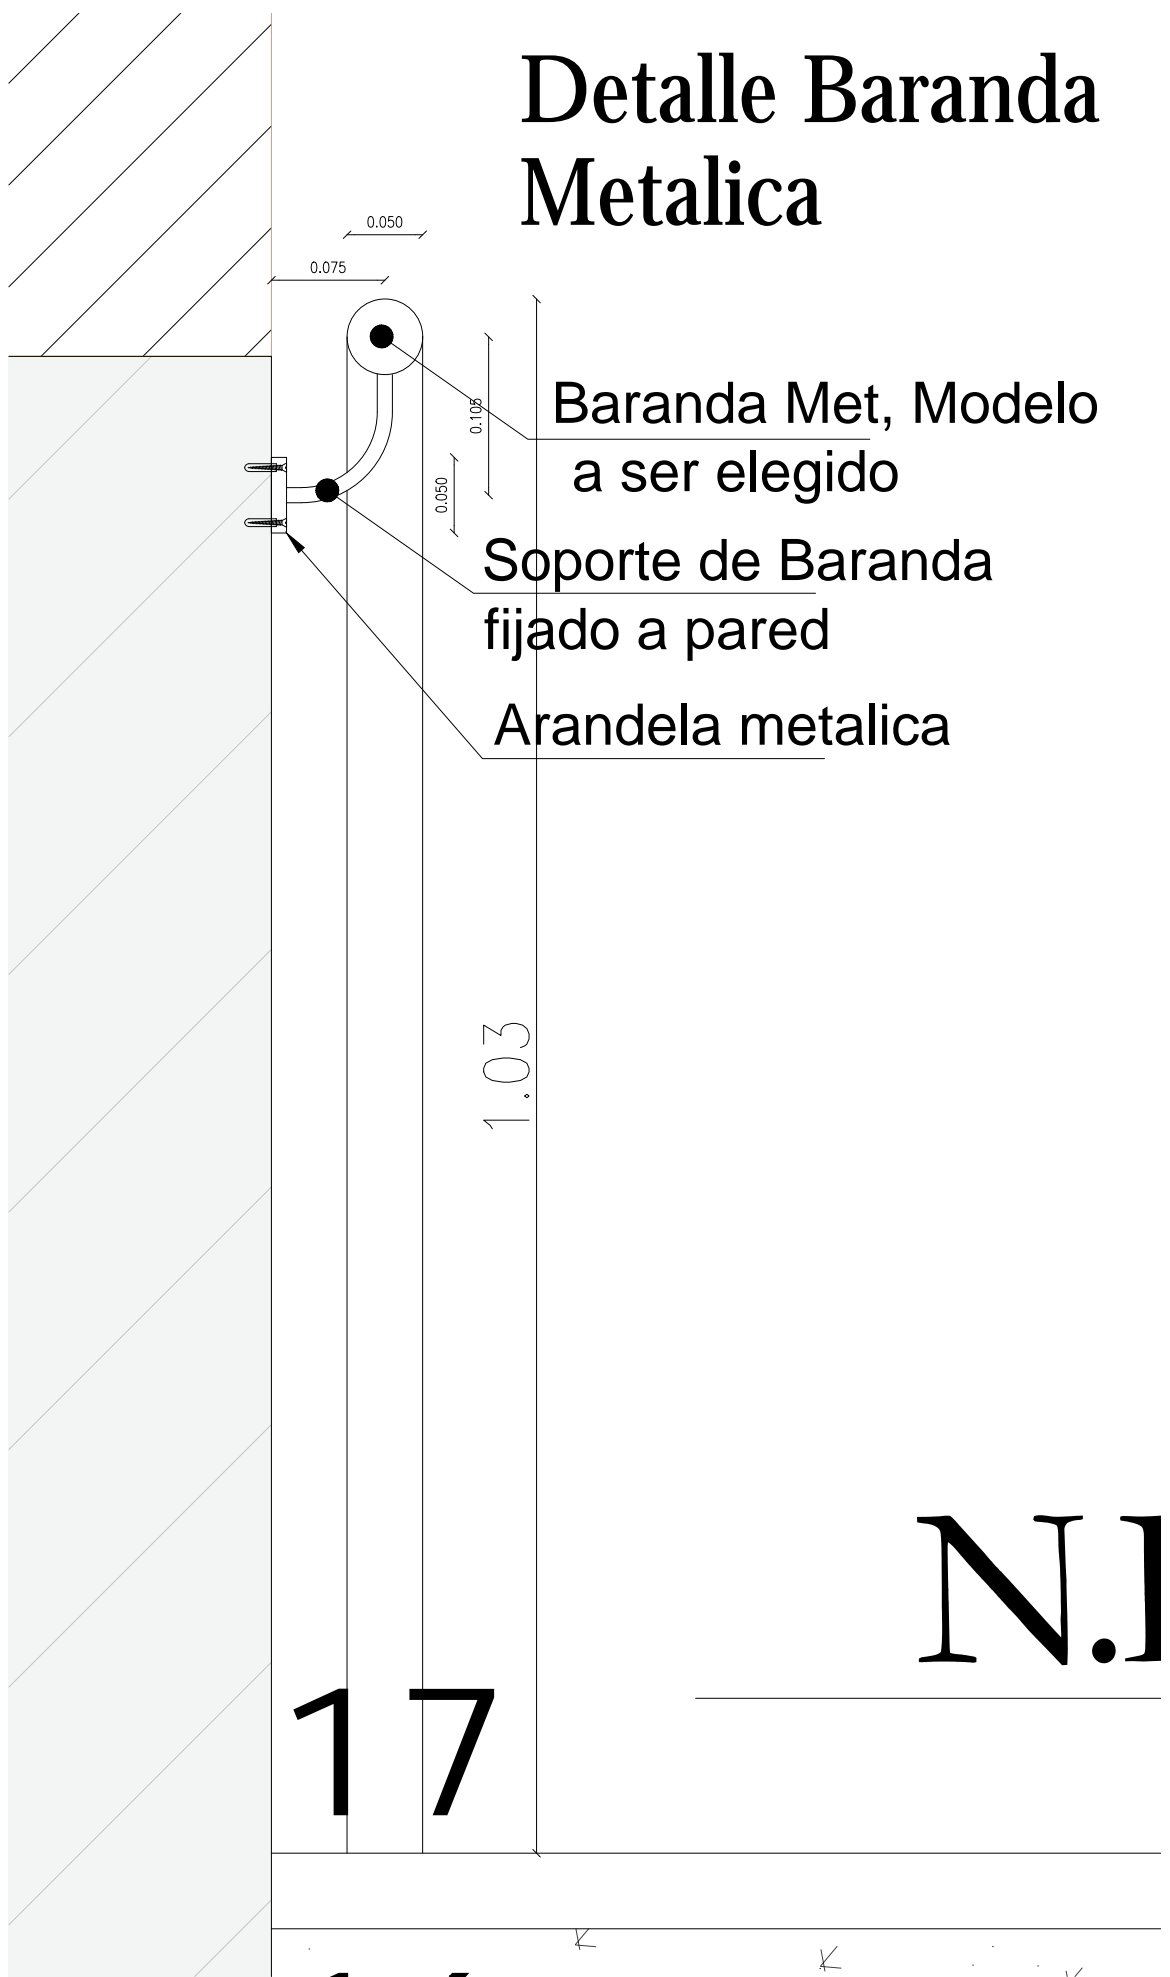 Detalle Baranda
Metalica
0.050
0.075
Baranda Met, Modelo
a ser elegido
0.105
0.050
Soporte de Baranda
fijado a pared
Arandela metalica
1.03
N.
17